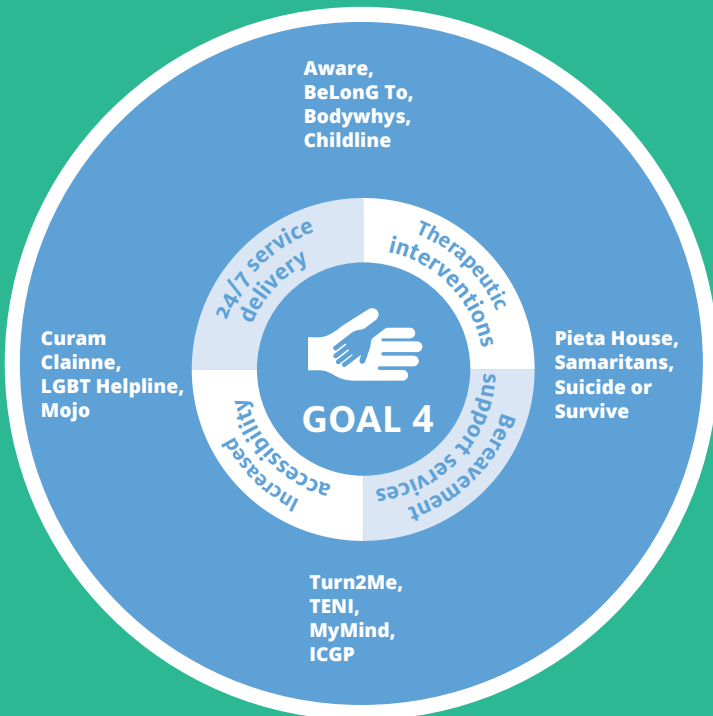 Aware,
BeLonG To,
Bodywhys,
Childline
24/7 service
delivery
Therapeutic
interventions
Curam
Clainne,
LGBT Helpline,
Mojo
GOAL 4
Pieta House,
Samaritans,
Suicide or
Survive
Increased
accessibility
Bereavement
support services
Turn2Me,
TENI,
MyMind,
ICGP